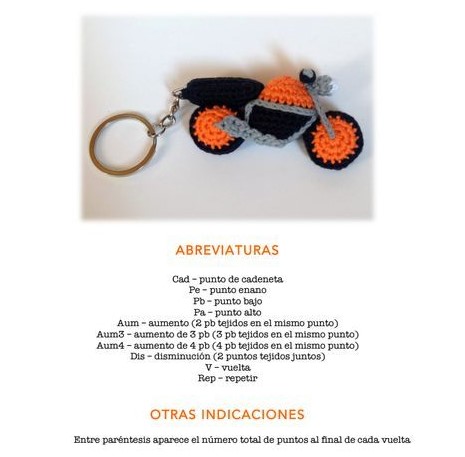 ABREVIATURAS
Cad – punto de cadeneta
Pe – punto enano
Pb – punto bajo
Pa – punto alto
Aum – aumento (2 pb tejidos en el mismo punto)
Aum3 – aumento de 3 pb (3 pb tejidos en el mismo punto)
Aum4 – aumento de 4 pb (4 pb tejidos en el mismo punto)
Dis – disminución (2 puntos tejidos juntos)
V – vuelta
Rep – repetir
OTRAS INDICACIONES
Entre paréntesis aparece el número total de puntos al final de cada vuelta